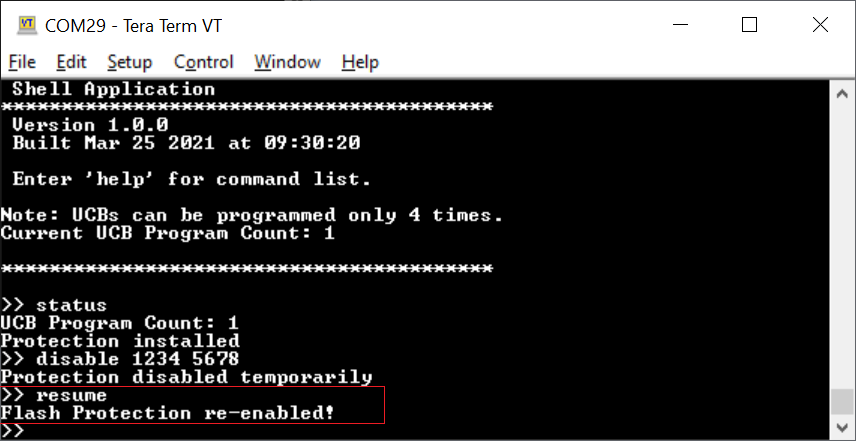 COM29 - Tera Term VT
File Edit Setup Control Window Help
Shell Application
*****************************************
Version 1.0.0
Built Mar 25 2021 at 09:30:20
Enter 'help' for command list.
Note: UCBs can be programmed only 4 times.
Current UCB Program Count: 1
*****************************************
>> status
UCB Program Count: 1
Protection installed
>> disable 1234 5678
Protection disabled temporarily
>> resume
Flash Protection re-enabled!
>>